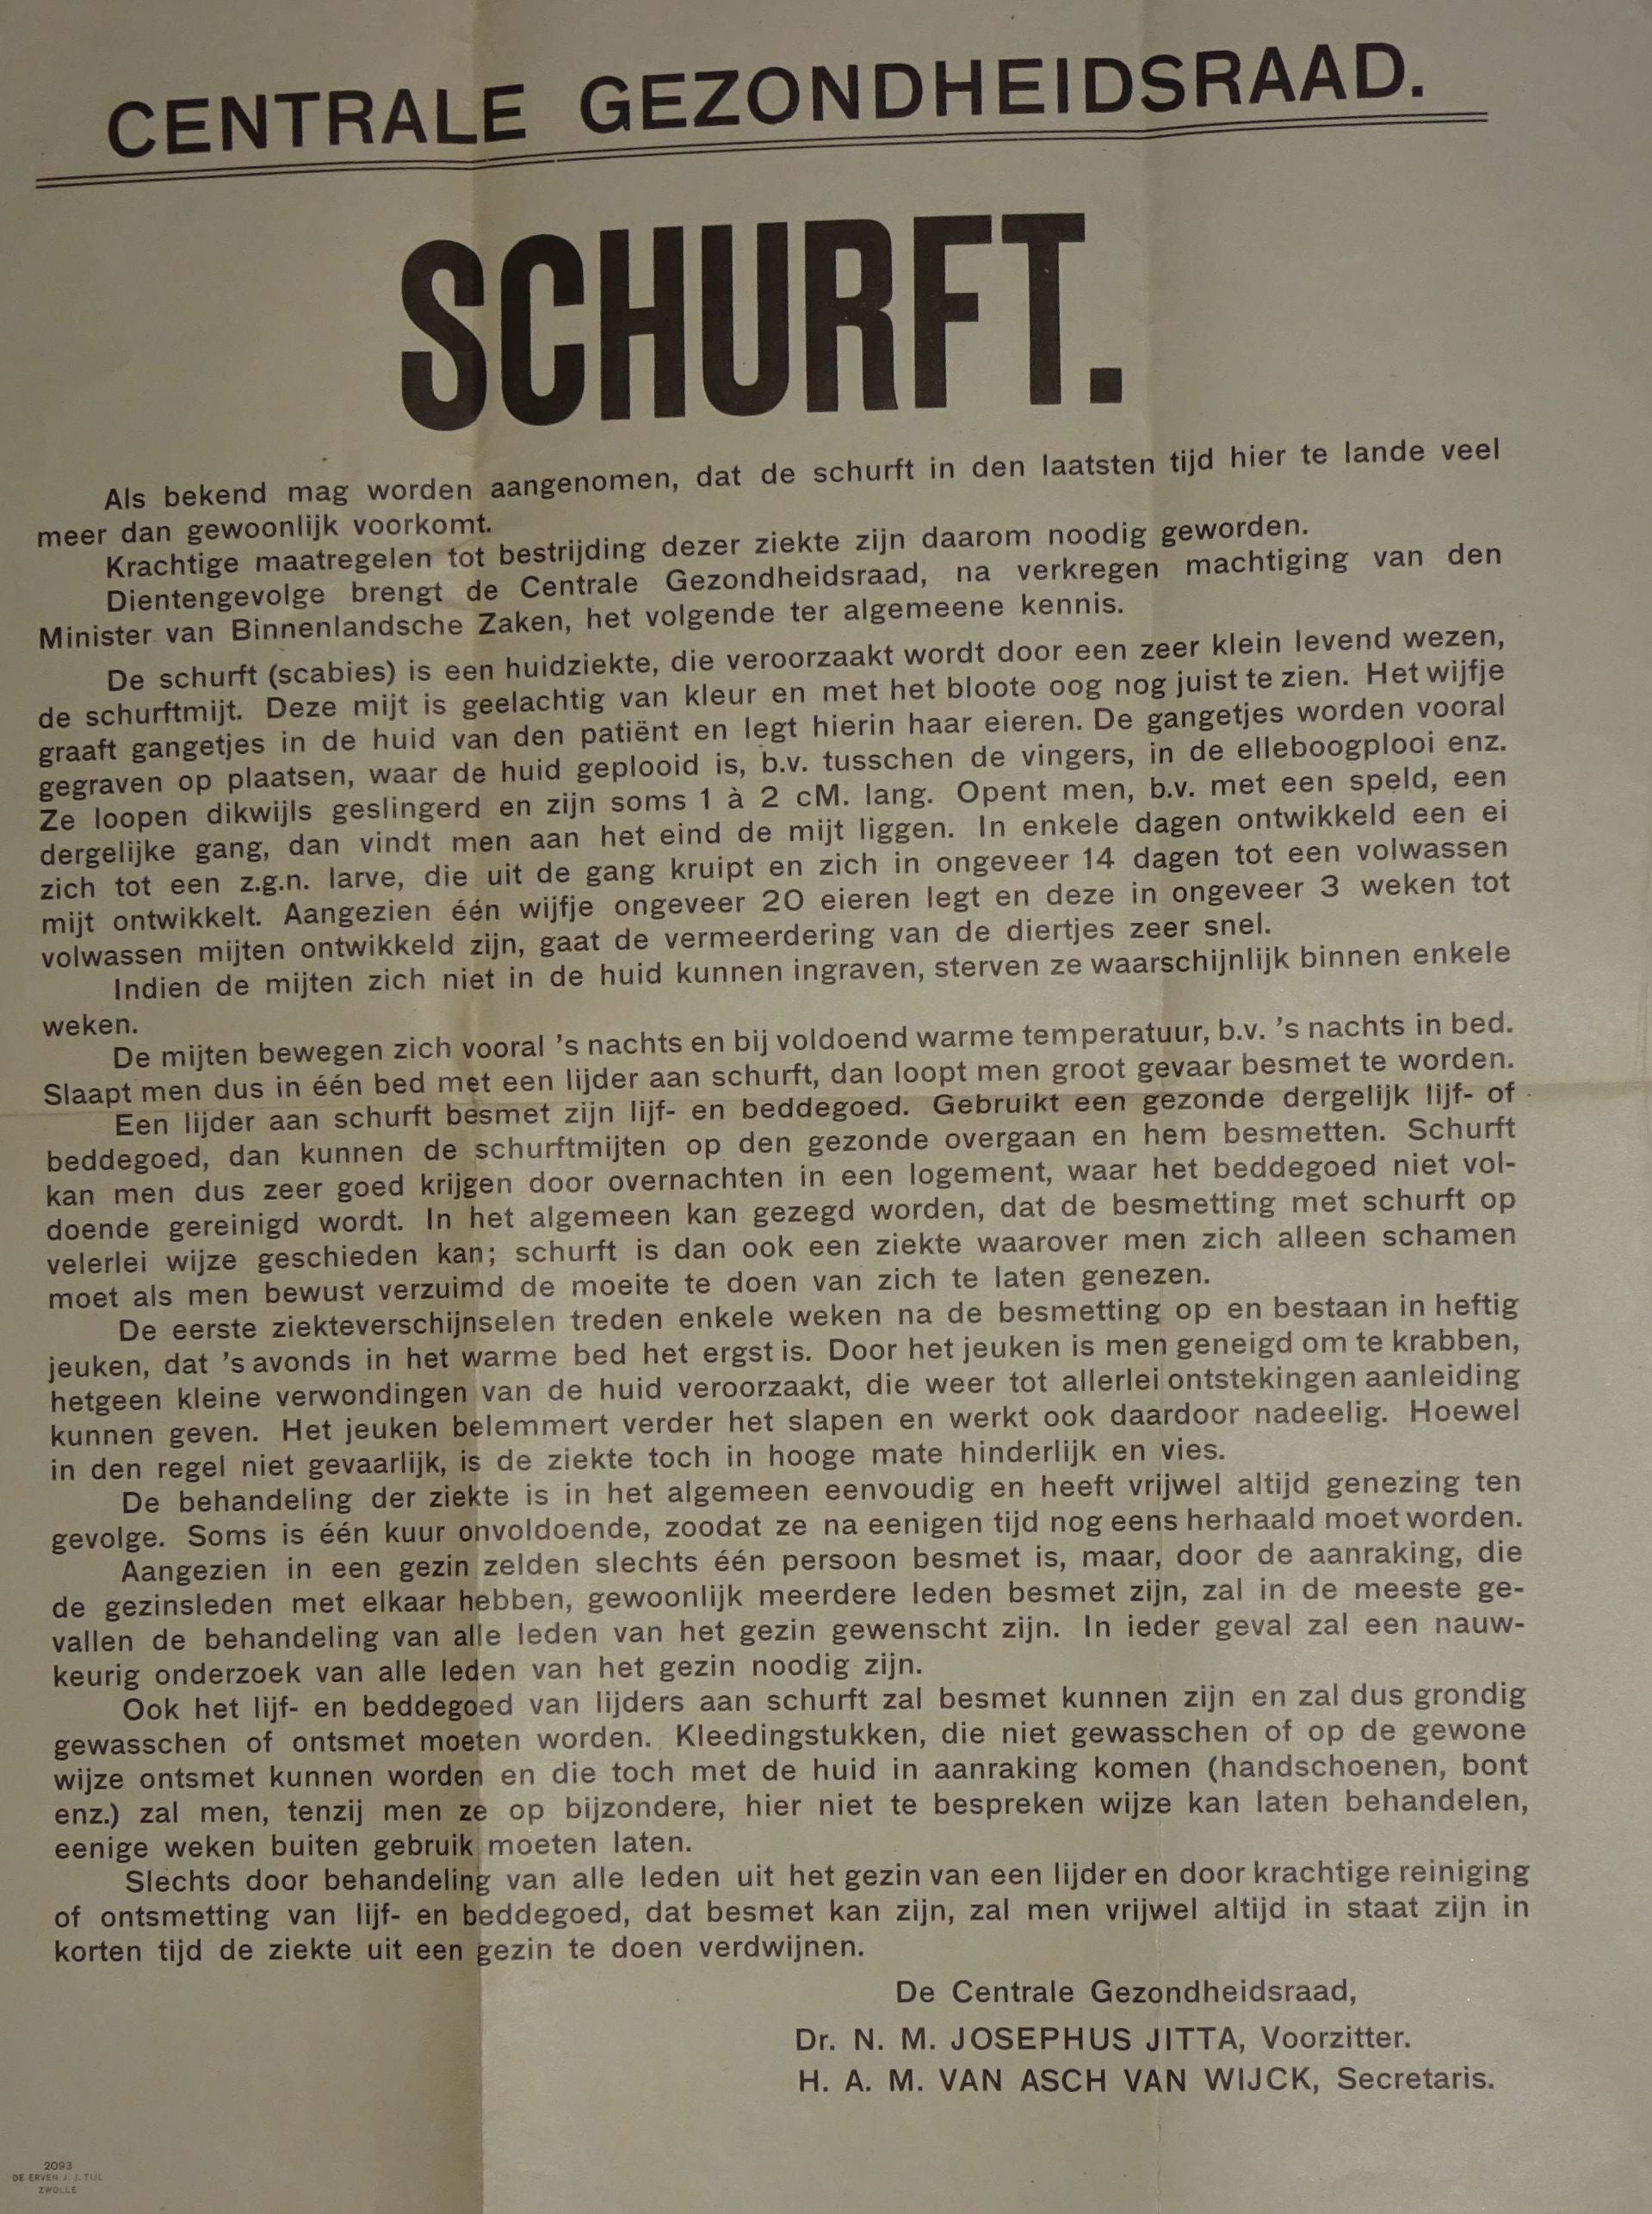 CENTRALE GEZONDHEIDSRAAD.
SCHURFT.
Als bekend mag worden aangenomen, dat de schurft in den laatsten tijd hier te lande veel
meer dan gewoonlijk voorkomt.
Krachtige maatregelen tot bestrijding dezer ziekte zijn daarom noodig geworden.
Dientengevolge brengt de Centrale Gezondheidsraad, na verkregen machtiging van den
Minister van Binnenlandsche Zaken, het volgende ter algemeene kennis.
De schurft (scabies) is een huidziekte, die veroorzaakt wordt door een zeer klein levend wezen,
de schurftmijt. Deze mijt is geelachtig van kleur en met het bloote oog nog juist te zien. Het wijfje
graaft gangetjes in de huid van den patiënt en legt hierin haar eieren. De gangetjes worden vooral
gegraven op plaatsen, waar de huid geplooid is, b.v. tusschen de vingers, in de elleboogplooi enz.
Ze loopen dikwijls geslingerd en zijn soms 1 à 2 cM. lang. Opent men, b.v. met een speld, een
dergelijke gang, dan vindt men aan het eind de mijt liggen. In enkele dagen ontwikkeld een ei
zich tot een z.g.n. larve, die uit de gang kruipt en zich in ongeveer 14 dagen tot een volwassen
mijt ontwikkelt. Aangezien één wijfje ongeveer 20 eieren legt en deze in ongeveer 3 weken tot
volwassen mijten ontwikkeld zijn, gaat de vermeerdering van de diertjes zeer snel.
Indien de mijten zich niet in de huid kunnen ingraven, sterven ze waarschijnlijk binnen enkele
weken.
De mijten bewegen zich vooral 's nachts en bij voldoend warme temperatuur, b.v. 's nachts in bed.
Slaapt men dus in één bed met een lijder aan schurft, dan loopt men groot gevaar besmet te worden.
Een lijder aan schurft besmet zijn lijf- en beddegoed. Gebruikt een gezonde dergelijk lijf- of
beddegoed, dan kunnen de schurftmijten op den gezonde overgaan en hem besmetten. Schurft
kan men dus zeer goed krijgen door overnachten in een logement, waar het beddegoed niet vol-
doende gereinigd wordt. In het algemeen kan gezegd worden, dat de besmetting met schurft op
velerlei wijze geschieden kan; schurft is dan ook een ziekte waarover men zich alleen schamen
moet als men bewust verzuimd de moeite te doen van zich te laten genezen.
De eerste ziekteverschijnselen treden enkele weken na de besmetting op en bestaan in heftig
jeuken, dat 's avonds in het warme bed het ergst is. Door het jeuken is men geneigd om te krabben,
hetgeen kleine verwondingen van de huid veroorzaakt, die weer tot allerlei ontstekingen aanleiding
kunnen geven. Het jeuken belemmert verder het slapen en werkt ook daardoor nadeelig. Hoewel
in den regel niet gevaarlijk, is de ziekte toch in hooge mate hinderlijk en vies.
De behandeling der ziekte is in het algemeen eenvoudig en heeft vrijwel altijd genezing ten
gevolge. Soms is één kuur onvoldoende, zoodat ze na eenigen tijd nog eens herhaald moet worden.
Aangezien in een gezin zelden slechts één persoon besmet is, maar, door de aanraking, die
de gezinsleden met elkaar hebben, gewoonlijk meerdere leden besmet zijn, zal in de meeste ge-
vallen de behandeling van alle leden van het gezin gewenscht zijn. In ieder geval zal een nauw-
keurig onderzoek van alle leden van het gezin noodig zijn.
Ook het lijf- en beddegoed van lijders aan schurft zal besmet kunnen zijn en zal dus grondig
gewasschen of ontsmet moeten worden. Kleedingstukken, die niet gewasschen of op de gewone
wijze ontsmet kunnen worden en die toch met de huid in aanraking komen (handschoenen, bont
enz.) zal men, tenzij men ze op bijzondere, hier niet te bespreken wijze kan laten behandelen,
eenige weken buiten gebruik moeten laten.
Slechts door behandeling van alle leden uit het gezin van een lijder en door krachtige reiniging
of ontsmetting van lijf- en beddegoed, dat besmet kan zijn, zal men vrijwel altijd in staat zijn in
korten tijd de ziekte uit een gezin te doen verdwijnen.
De Centrale Gezondheidsraad,
Dr. N. M. JOSEPHUS JITTA, Voorzitter.
H. A. M. VAN ASCH VAN WIJCK, Secretaris.
2093
DE ERVEN J. J. TIJL
ZWOLLE